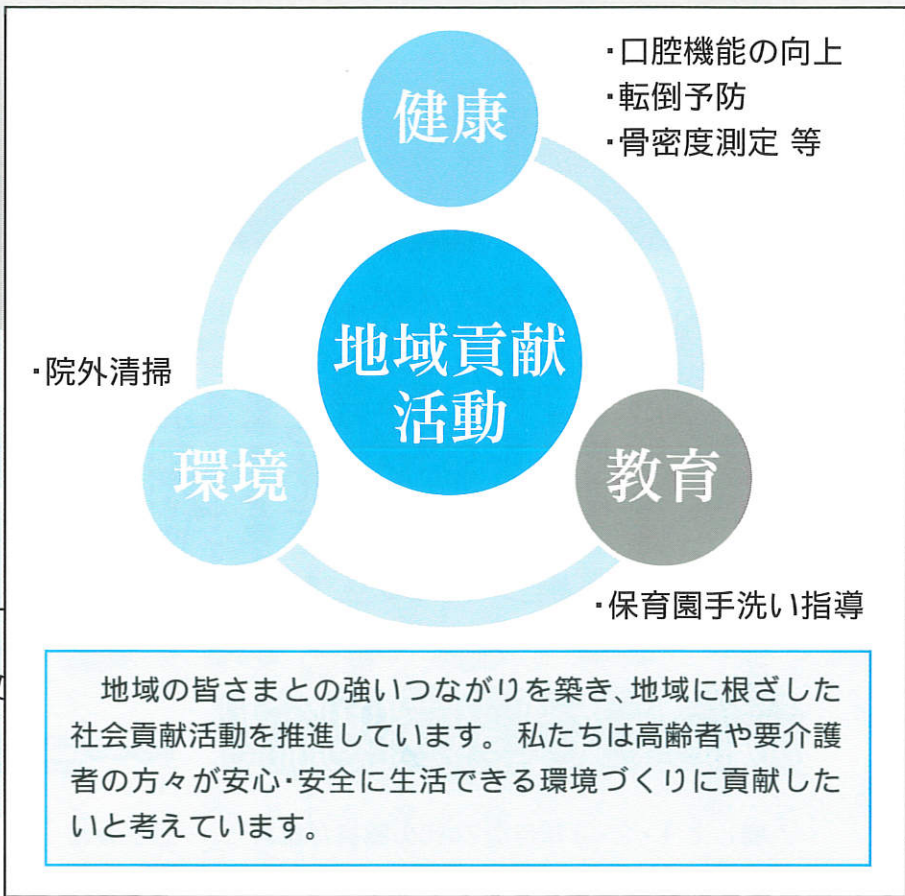 健康
・口腔機能の向上
・転倒予防
・骨密度測定 等
地域貢献
活動
・院外清掃
環境
教育
・保育園手洗い指導
地域の皆さまとの強いつながりを築き、地域に根ざした
社会貢献活動を推進しています。 私たちは高齢者や要介護
者の方々が安心・安全に生活できる環境づくりに貢献した
いと考えています。